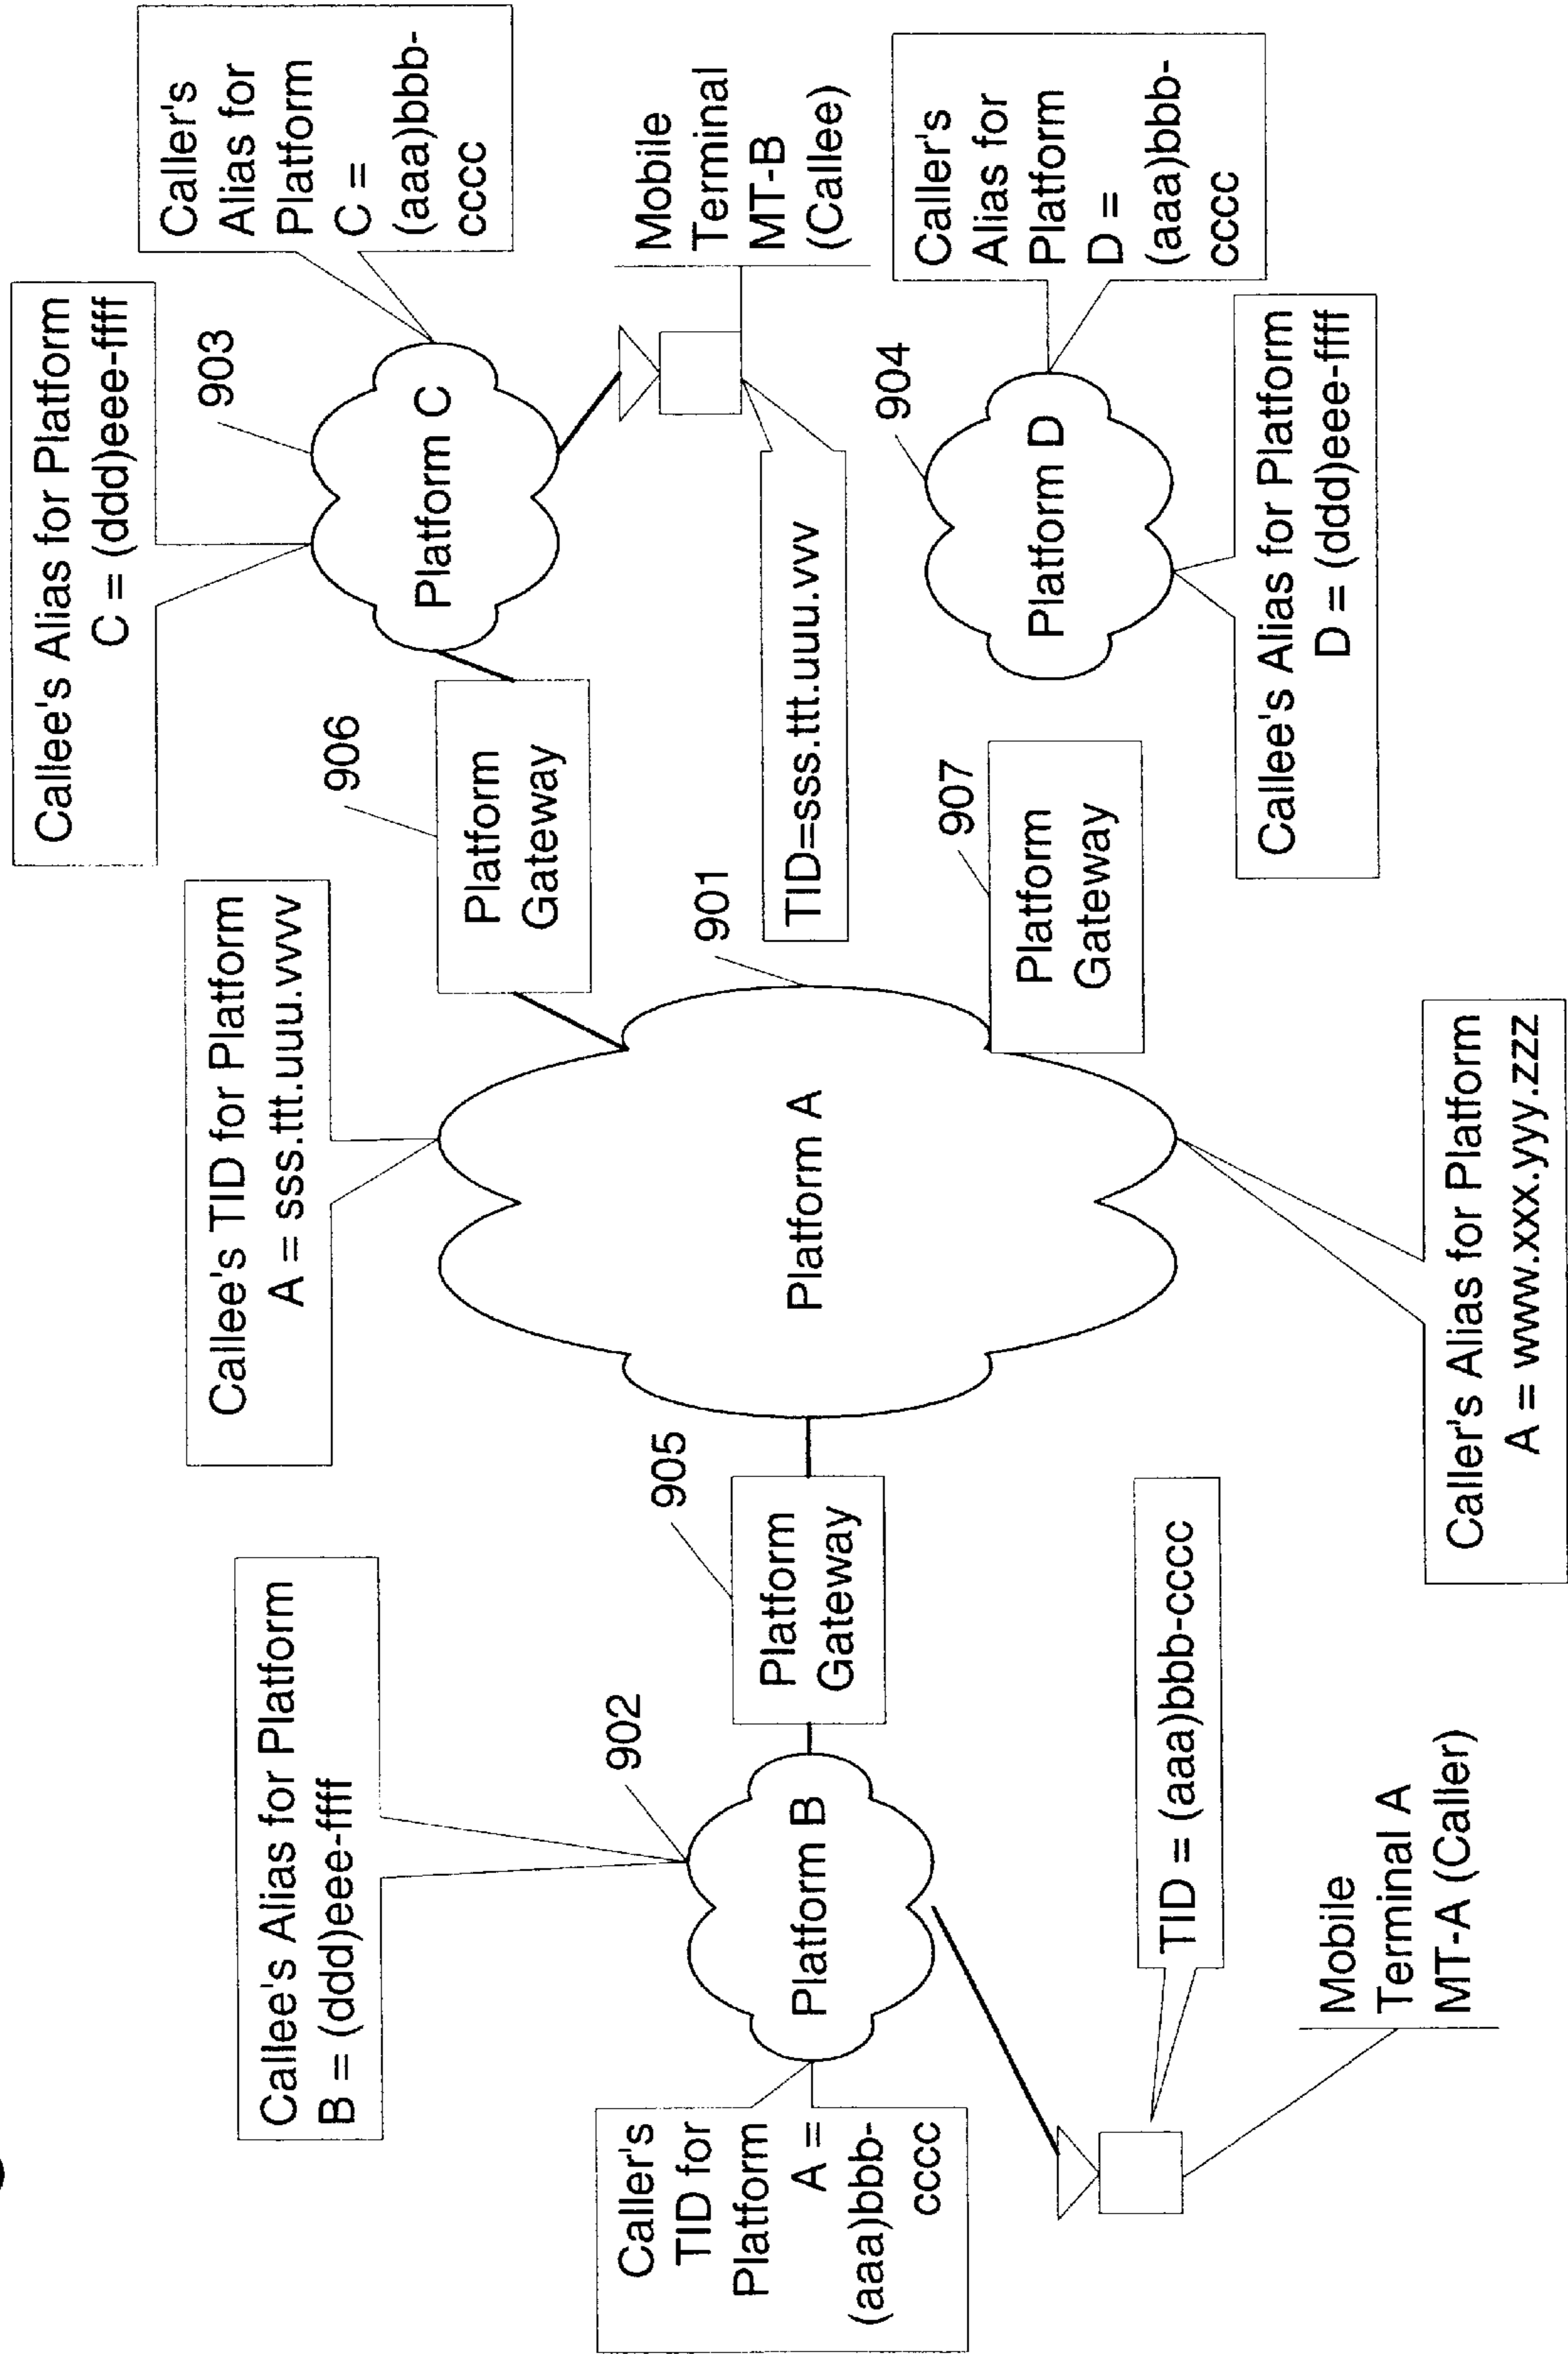 Callee's Alias for Platform
B = (ddd)eee-ffff
902
Caller's
TID for
Platform
A =
(aaa)bbb-
cccc
Platform B
Platform
Gateway
905
TID = (aaa)bbb-cccc
Mobile
Terminal A
MT-A (Caller)
Callee's TID for Platform
A = sss.ttt.uuu.vvv
Platform A
901
Caller's Alias for Platform
A = www.xxx.yyy.zzz
Platform
Gateway
906
Callee's Alias for Platform
C = (ddd)eee-ffff
903
Platform C
Caller's
Alias for
Platform
C =
(aaa)bbb-
cccc
Mobile
Terminal
MT-B
(Callee)
TID=sss.ttt.uuu.vvv
Platform
Gateway
907
904
Platform D
Caller's
Alias for
Platform
D =
(aaa)bbb-
cccc
Callee's Alias for Platform
D = (ddd)eee-ffff